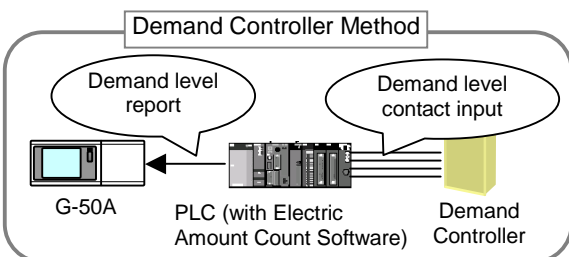 Demand Controller Method
Demand level
report
Demand level
contact input
G-50A
PLC (with Electric
Amount Count Software)
Demand
Controller